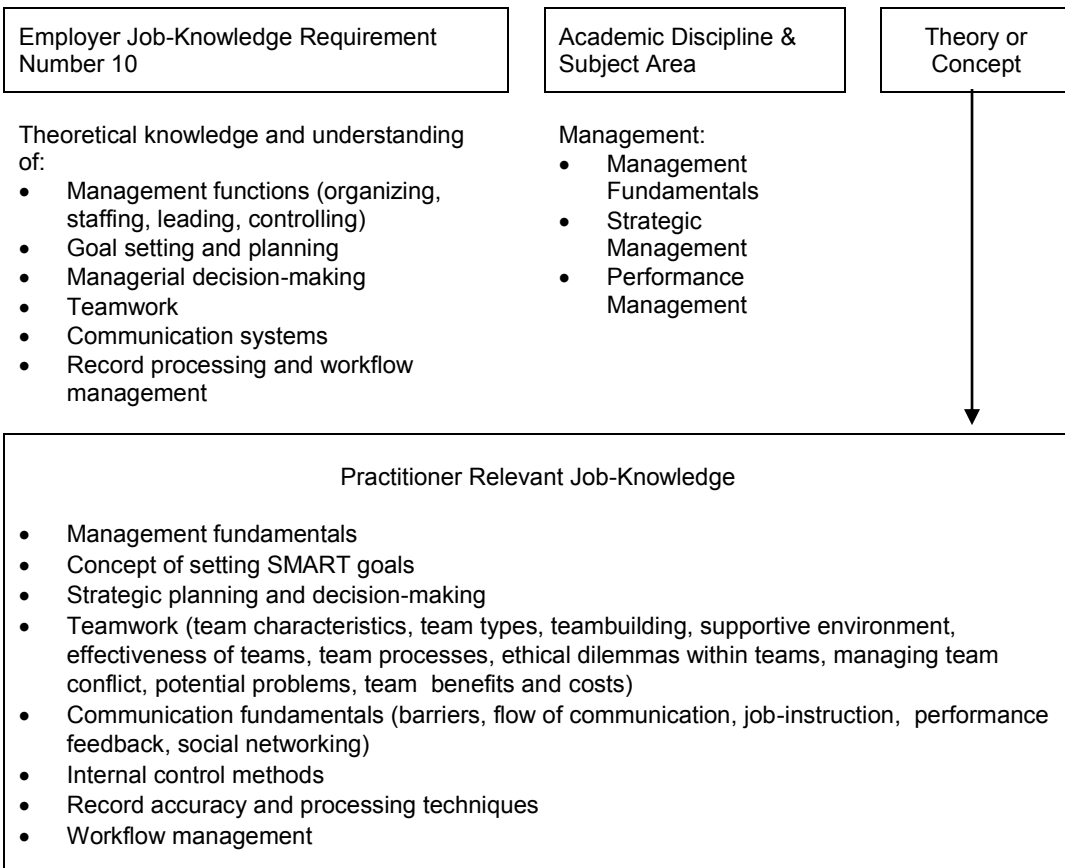 Employer Job-Knowledge Requirement
Number 10
Academic Discipline &
Subject Area
Theory or
Concept
Theoretical knowledge and understanding
of:
• Management functions (organizing,
staffing, leading, controlling)
• Goal setting and planning
• Managerial decision-making
• Teamwork
• Communication systems
• Record processing and workflow
management
Management:
• Management
Fundamentals
• Strategic
Management
• Performance
Management
Practitioner Relevant Job-Knowledge
• Management fundamentals
• Concept of setting SMART goals
• Strategic planning and decision-making
• Teamwork (team characteristics, team types, teambuilding, supportive environment,
effectiveness of teams, team processes, ethical dilemmas within teams, managing team
conflict, potential problems, team benefits and costs)
• Communication fundamentals (barriers, flow of communication, job-instruction, performance
feedback, social networking)
• Internal control methods
• Record accuracy and processing techniques
• Workflow management